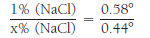 1% (NaCl) / x% (NaCl) = 0.58° / 0.44°